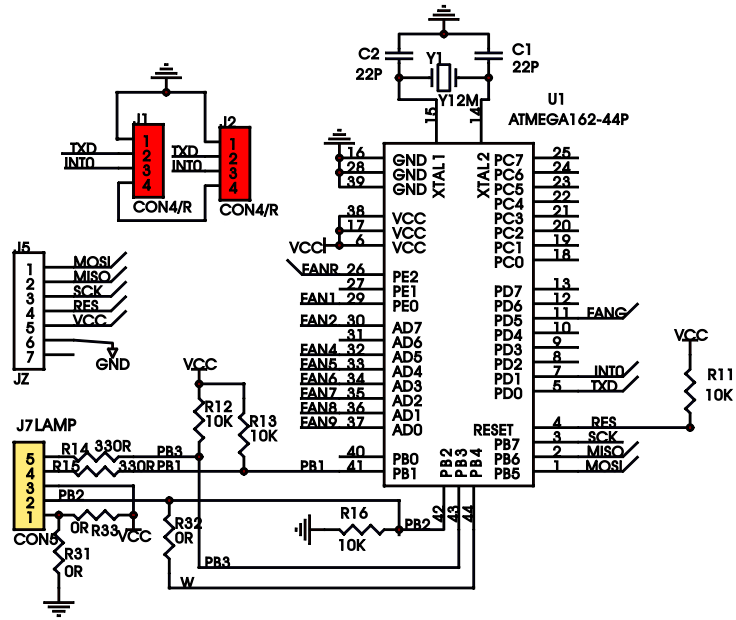 C2
22P
Y1
Y12M
C1
22P
15
14
U1
ATMEGA162-44P
J1
1
2
3
4
TXD
INT0
CON4/R
J2
1
2
3
4
TXD
INT0
CON4/R
16 GND
28 GND
39 GND
38 VCC
17 VCC
6 VCC
VCC
XTAL1
XTAL2
PC7 25
PC6 24
PC5 23
PC4 22
PC3 21
PC2 20
PC1 19
PC0 18
J5
1 MOSI
2 MISO
3 SCK
4 RES
5 VCC
6
7
GND
JZ
FANR 26 PE2
27 PE1
FAN1 29 PE0
FAN2 30 AD7
31 AD6
FAN4 32 AD5
FAN5 33 AD4
FAN6 34 AD3
FAN7 35 AD2
FAN8 36 AD1
FAN9 37 AD0
PD7 13
PD6 12
PD5 11 FANG
PD4 10
PD3 9
PD2 8
PD1 7 INT0
PD0 5 TXD
VCC
R11
10K
RESET 4 RES
PB7 3 SCK
PB6 2 MISO
PB5 1 MOSI
40 PB0
PB1 41 PB1
PB2
PB3
PB4
42
43
44
VCC
R12
10K
R13
10K
J7LAMP
5
4
3
2
1
CON5
R14 330R PB3
R15 330R PB1
PB2
0R R33
VCC
R31
0R
R32
0R
R16
10K
PB2
PB3
W